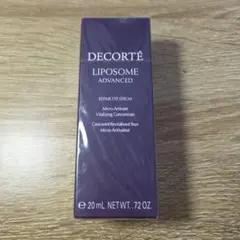 DECORTÉ
LIPOSOME
ADVANCED
REPAIR EYE SERUM
Micro-Activate
Vitalizing Concentrate
Concentré Revitalisant Yeux
Micro-Activateur
20 mL NET WT. .72 OZ.